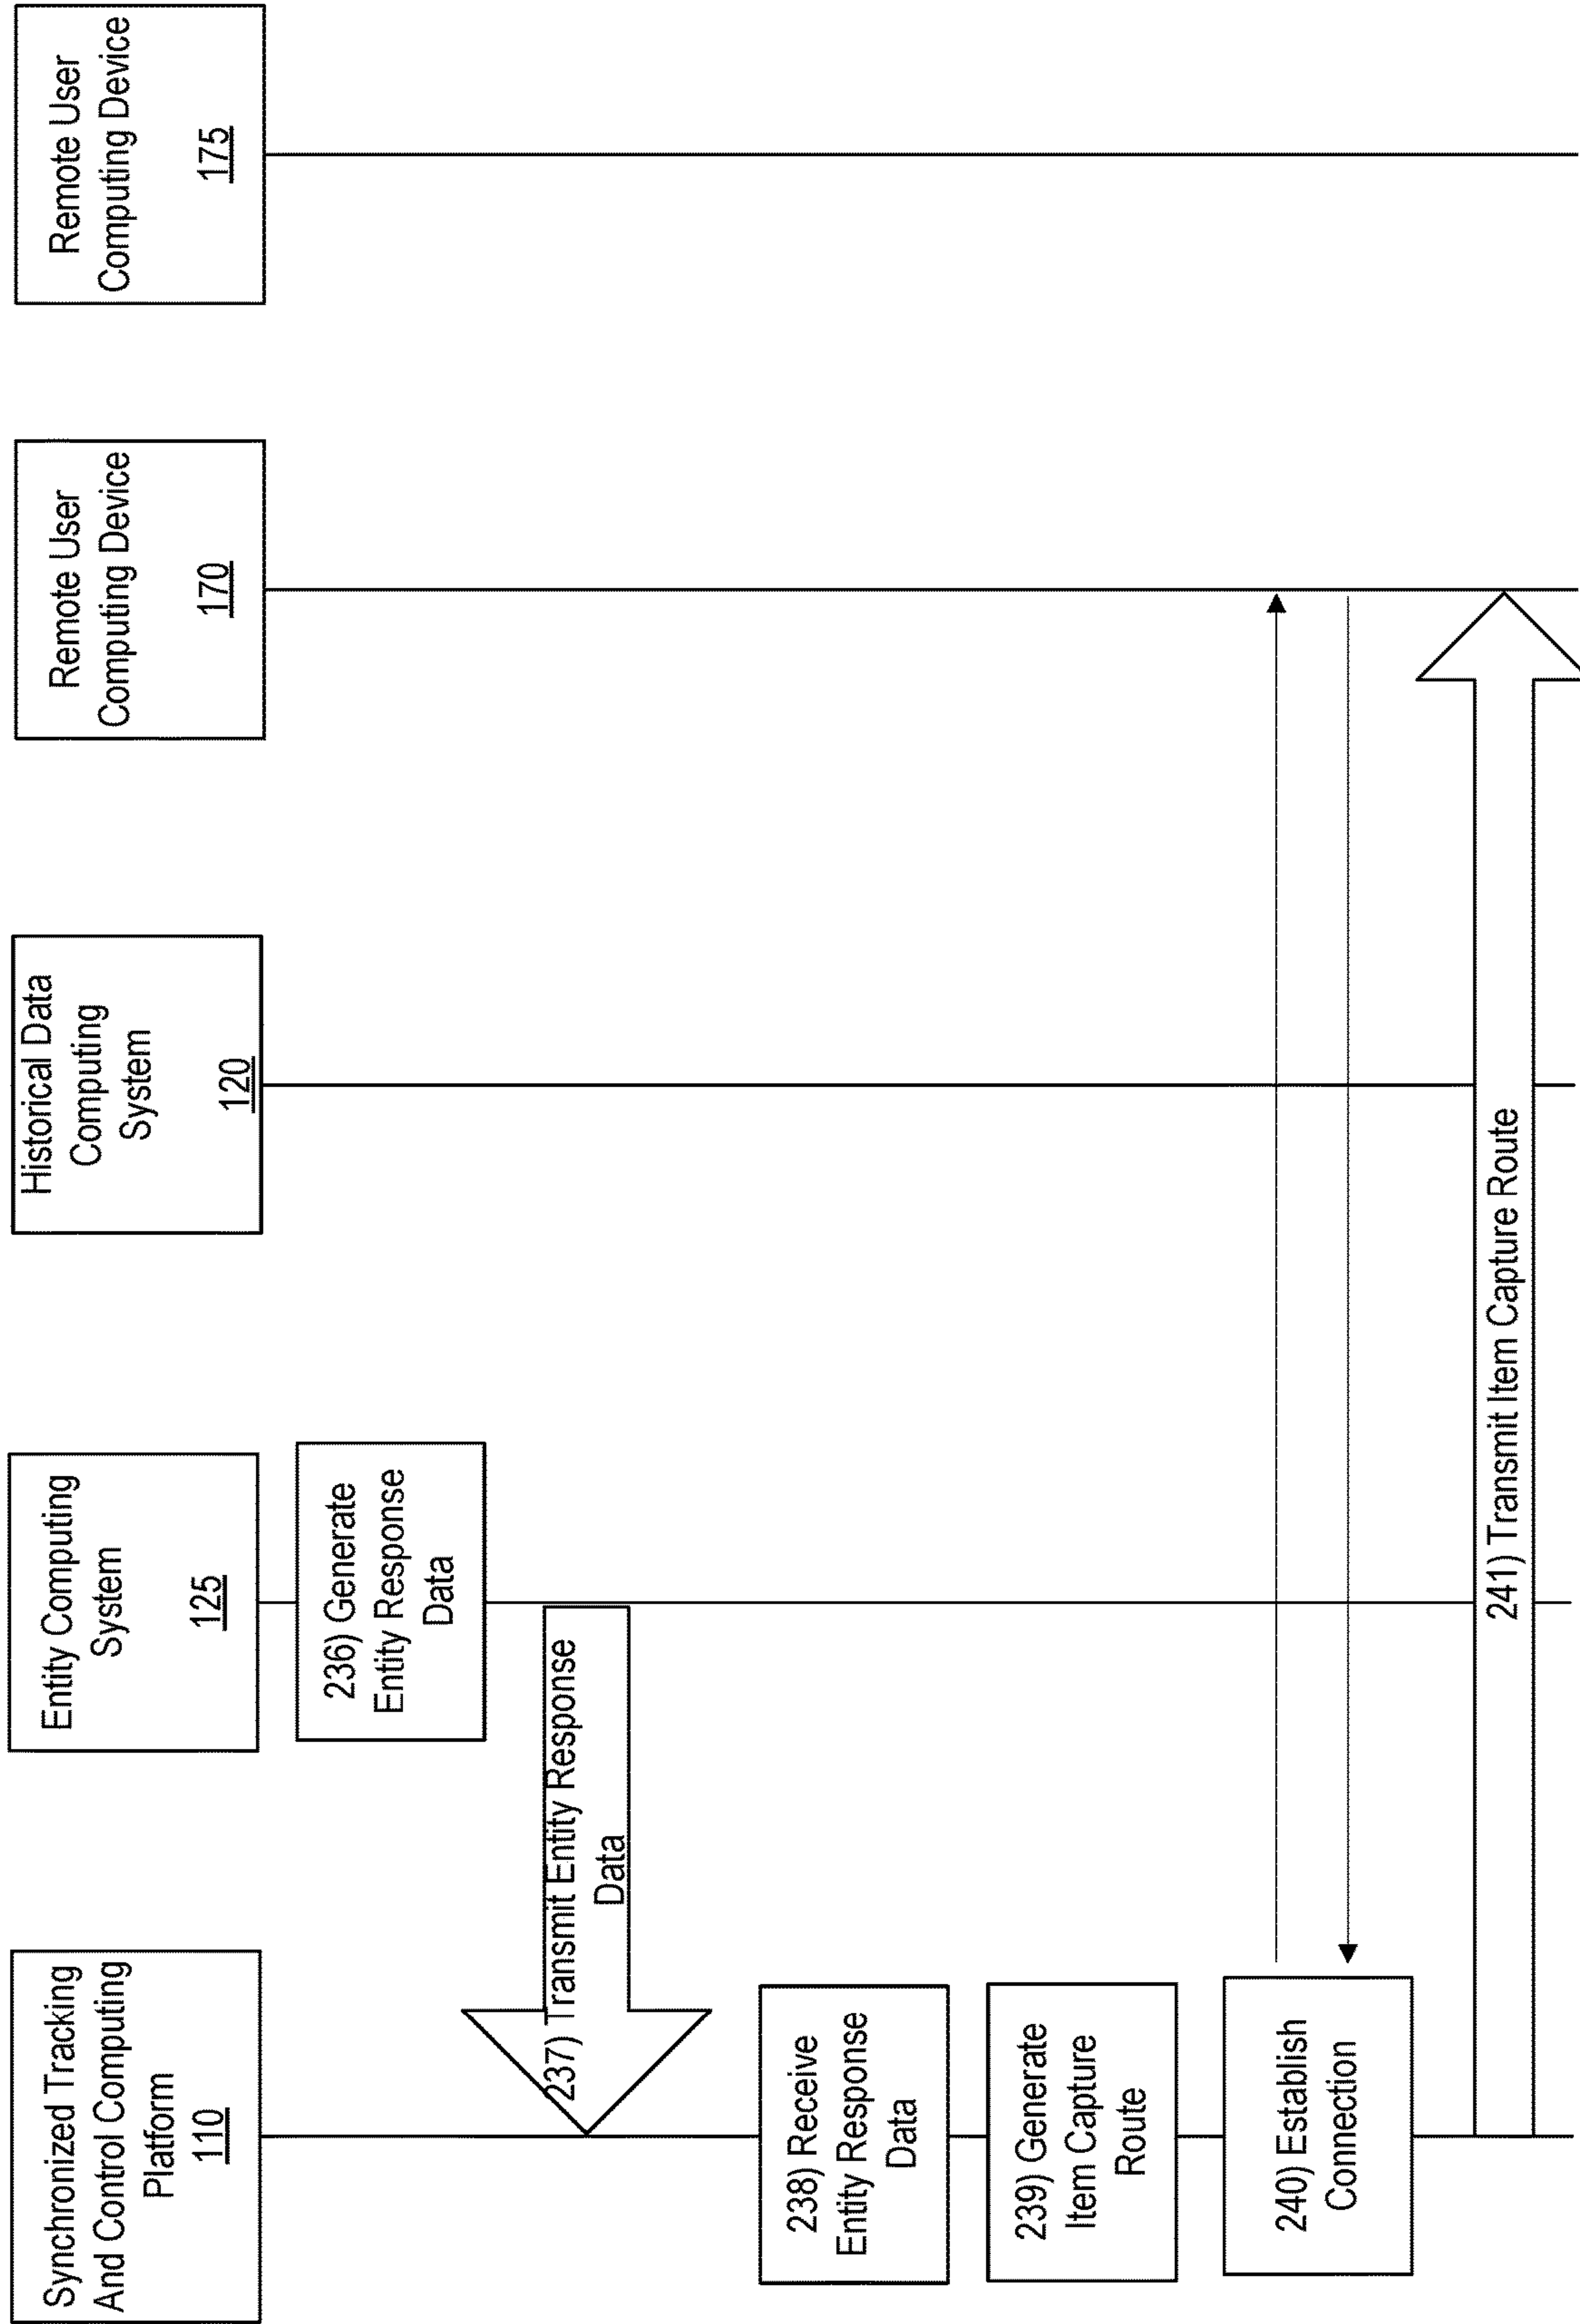 Synchronized Tracking
And Control Computing
Platform
110
Entity Computing
System
125
Historical Data
Computing
System
120
Remote User
Computing Device
170
Remote User
Computing Device
175
236) Generate
Entity Response
Data
237) Transmit Entity Response
Data
238) Receive
Entity Response
Data
239) Generate
Item Capture
Route
240) Establish
Connection
241) Transmit Item Capture Route